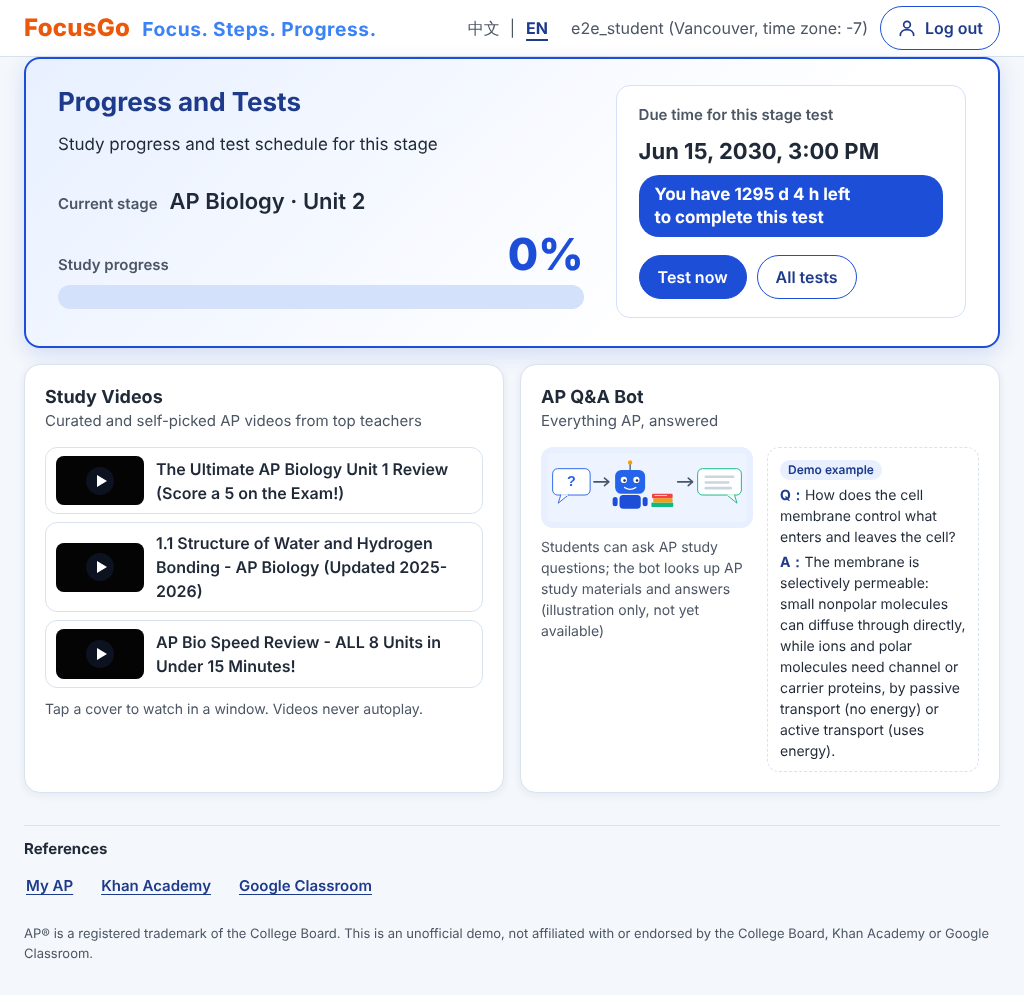 FocusGo Focus. Steps. Progress. 中文 | EN e2e_student (Vancouver, time zone: -7) Log out
Progress and Tests
Study progress and test schedule for this stage
Current stage AP Biology · Unit 2
Study progress 0%
Due time for this stage test
Jun 15, 2030, 3:00 PM
You have 1295 d 4 h left
to complete this test
Test now All tests
Study Videos
Curated and self-picked AP videos from top teachers
The Ultimate AP Biology Unit 1 Review
(Score a 5 on the Exam!)
1.1 Structure of Water and Hydrogen
Bonding - AP Biology (Updated 2025-
2026)
AP Bio Speed Review - ALL 8 Units in
Under 15 Minutes!
Tap a cover to watch in a window. Videos never autoplay.
AP Q&A Bot
Everything AP, answered
?
Students can ask AP study
questions; the bot looks up AP
study materials and answers
(illustration only, not yet
available)
Demo example
Q：How does the cell
membrane control what
enters and leaves the cell?
A：The membrane is
selectively permeable:
small nonpolar molecules
can diffuse through directly,
while ions and polar
molecules need channel or
carrier proteins, by passive
transport (no energy) or
active transport (uses
energy).
References
My AP Khan Academy Google Classroom
AP® is a registered trademark of the College Board. This is an unofficial demo, not affiliated with or endorsed by the College Board, Khan Academy or Google
Classroom.